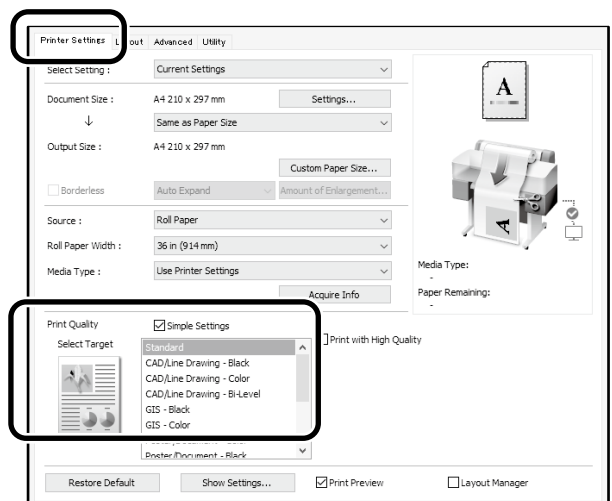 Printer Settings Layout Advanced Utility
Select Setting : Current Settings
Document Size : A4 210 x 297 mm Settings...
↓ Same as Paper Size
Output Size : A4 210 x 297 mm
Custom Paper Size...
Borderless Auto Expand Amount of Enlargement...
Source : Roll Paper
Roll Paper Width : 36 in (914 mm)
Media Type : Use Printer Settings
Acquire Info
A
A
Media Type:
-
Paper Remaining:
-
Print Quality Simple Settings
Select Target Standard
Print with High Quality
CAD/Line Drawing - Black
CAD/Line Drawing - Color
CAD/Line Drawing - Bi-Level
GIS - Black
GIS - Color
Poster/Document - Black
Restore Default Show Settings... Print Preview Layout Manager